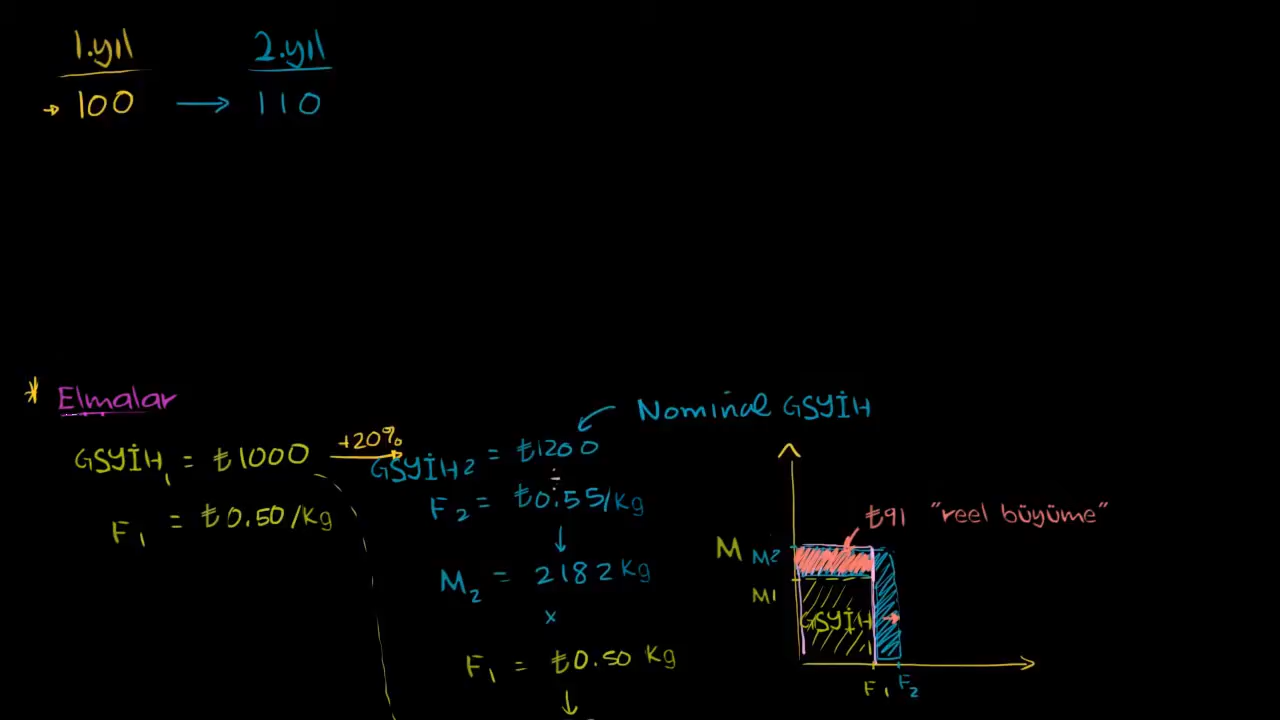 1.yıl 2.yıl
→ 100 → 110
* Elmalar
Nominal GSYİH
GSYİH₁ = ₺1000 +20% GSYİH₂ = ₺1200
÷
F₁ = ₺0.50/Kg F₂ = ₺0.55/Kg
₺91 "reel büyüme"
↓
M M2
M₂ = 2182 Kg
M1
x
GSYİH
F₁ = ₺0.50 Kg
F₁ F₂
↓